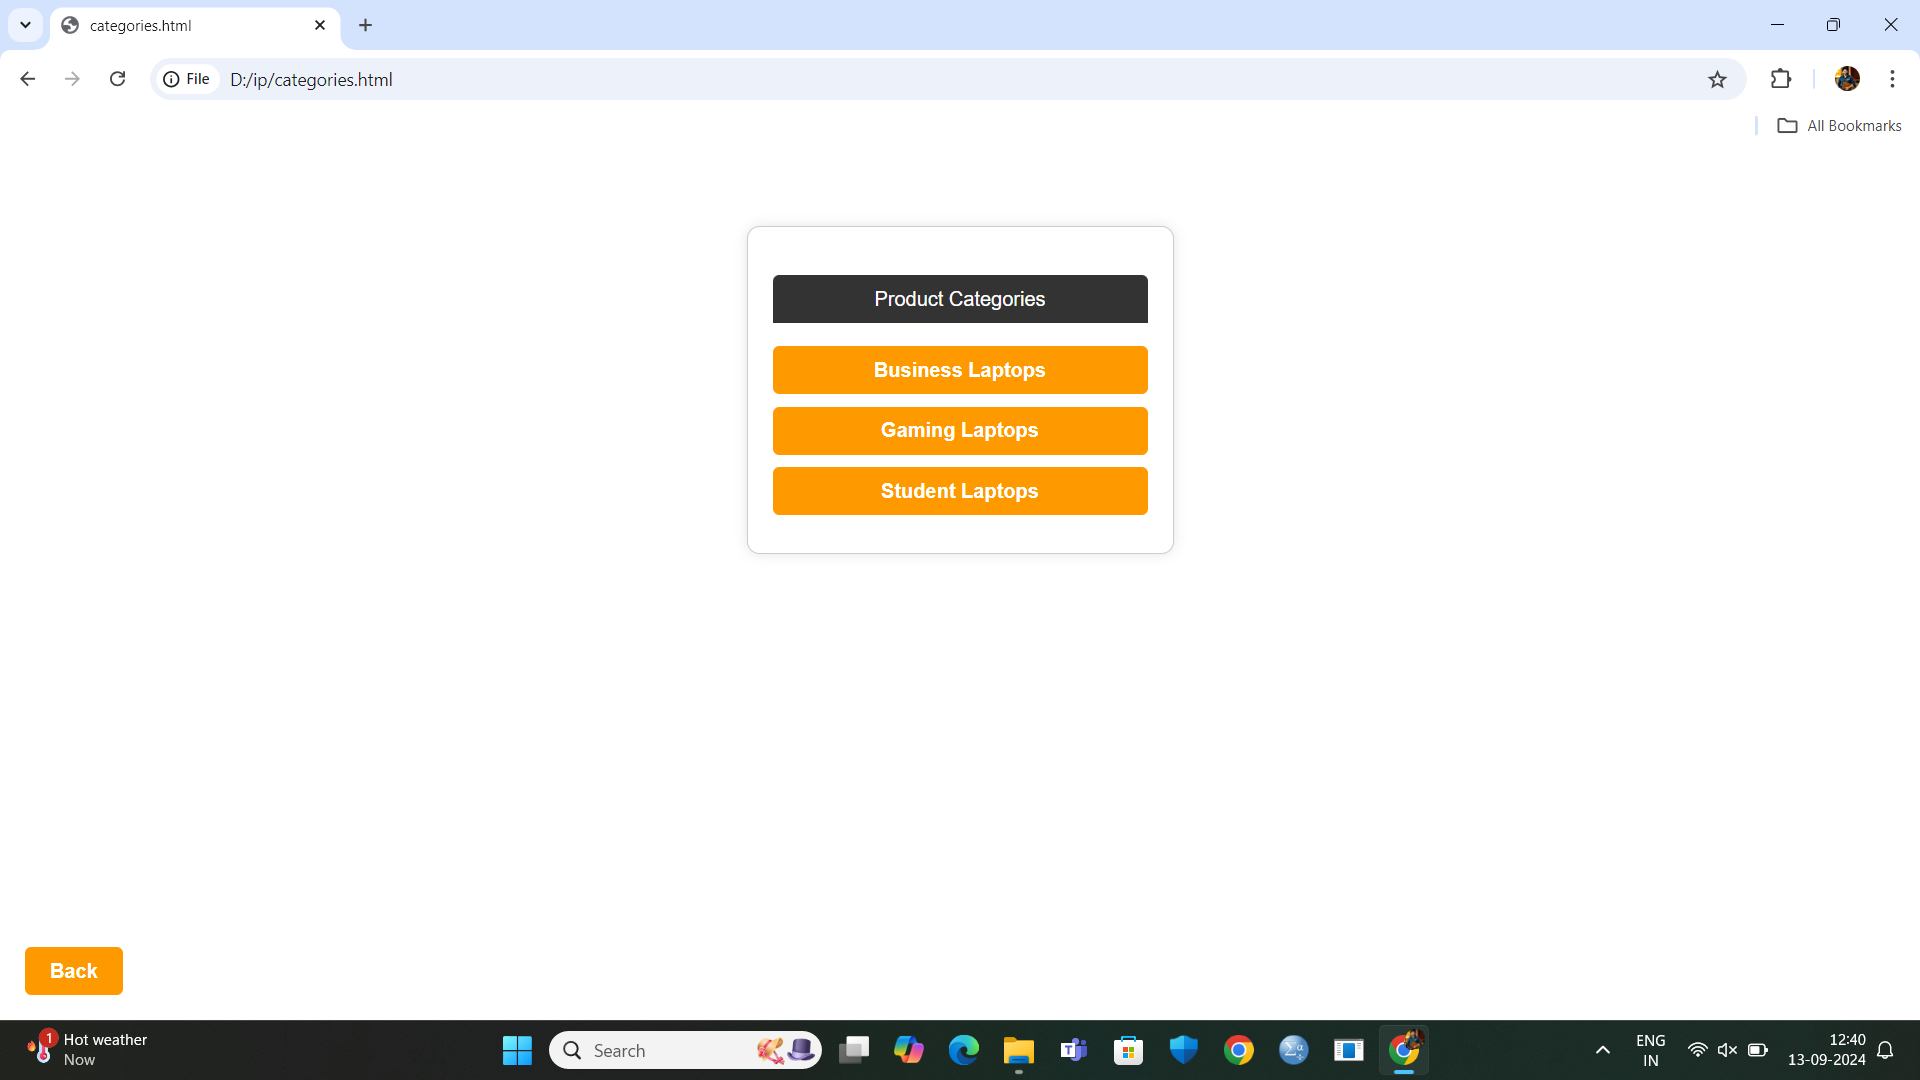 categories.html
File
D:/ip/categories.html
All Bookmarks
Product Categories
Business Laptops
Gaming Laptops
Student Laptops
Back
1
Hot weather
Now
Search
ENG
IN
12:40
13-09-2024